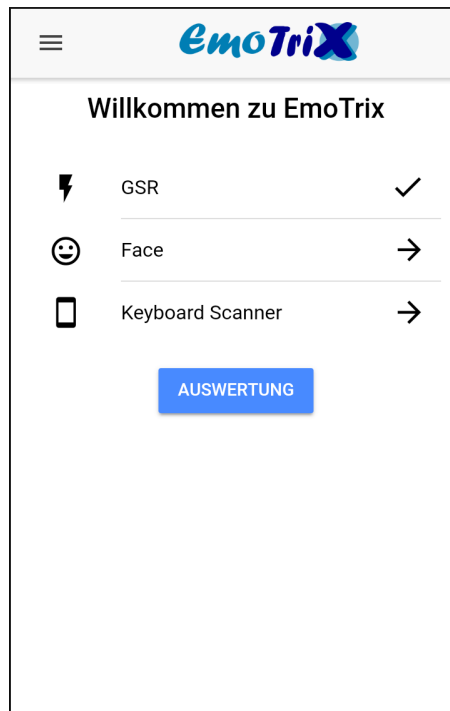 EmoTriX
Willkommen zu EmoTrix
GSR
Face
Keyboard Scanner
AUSWERTUNG